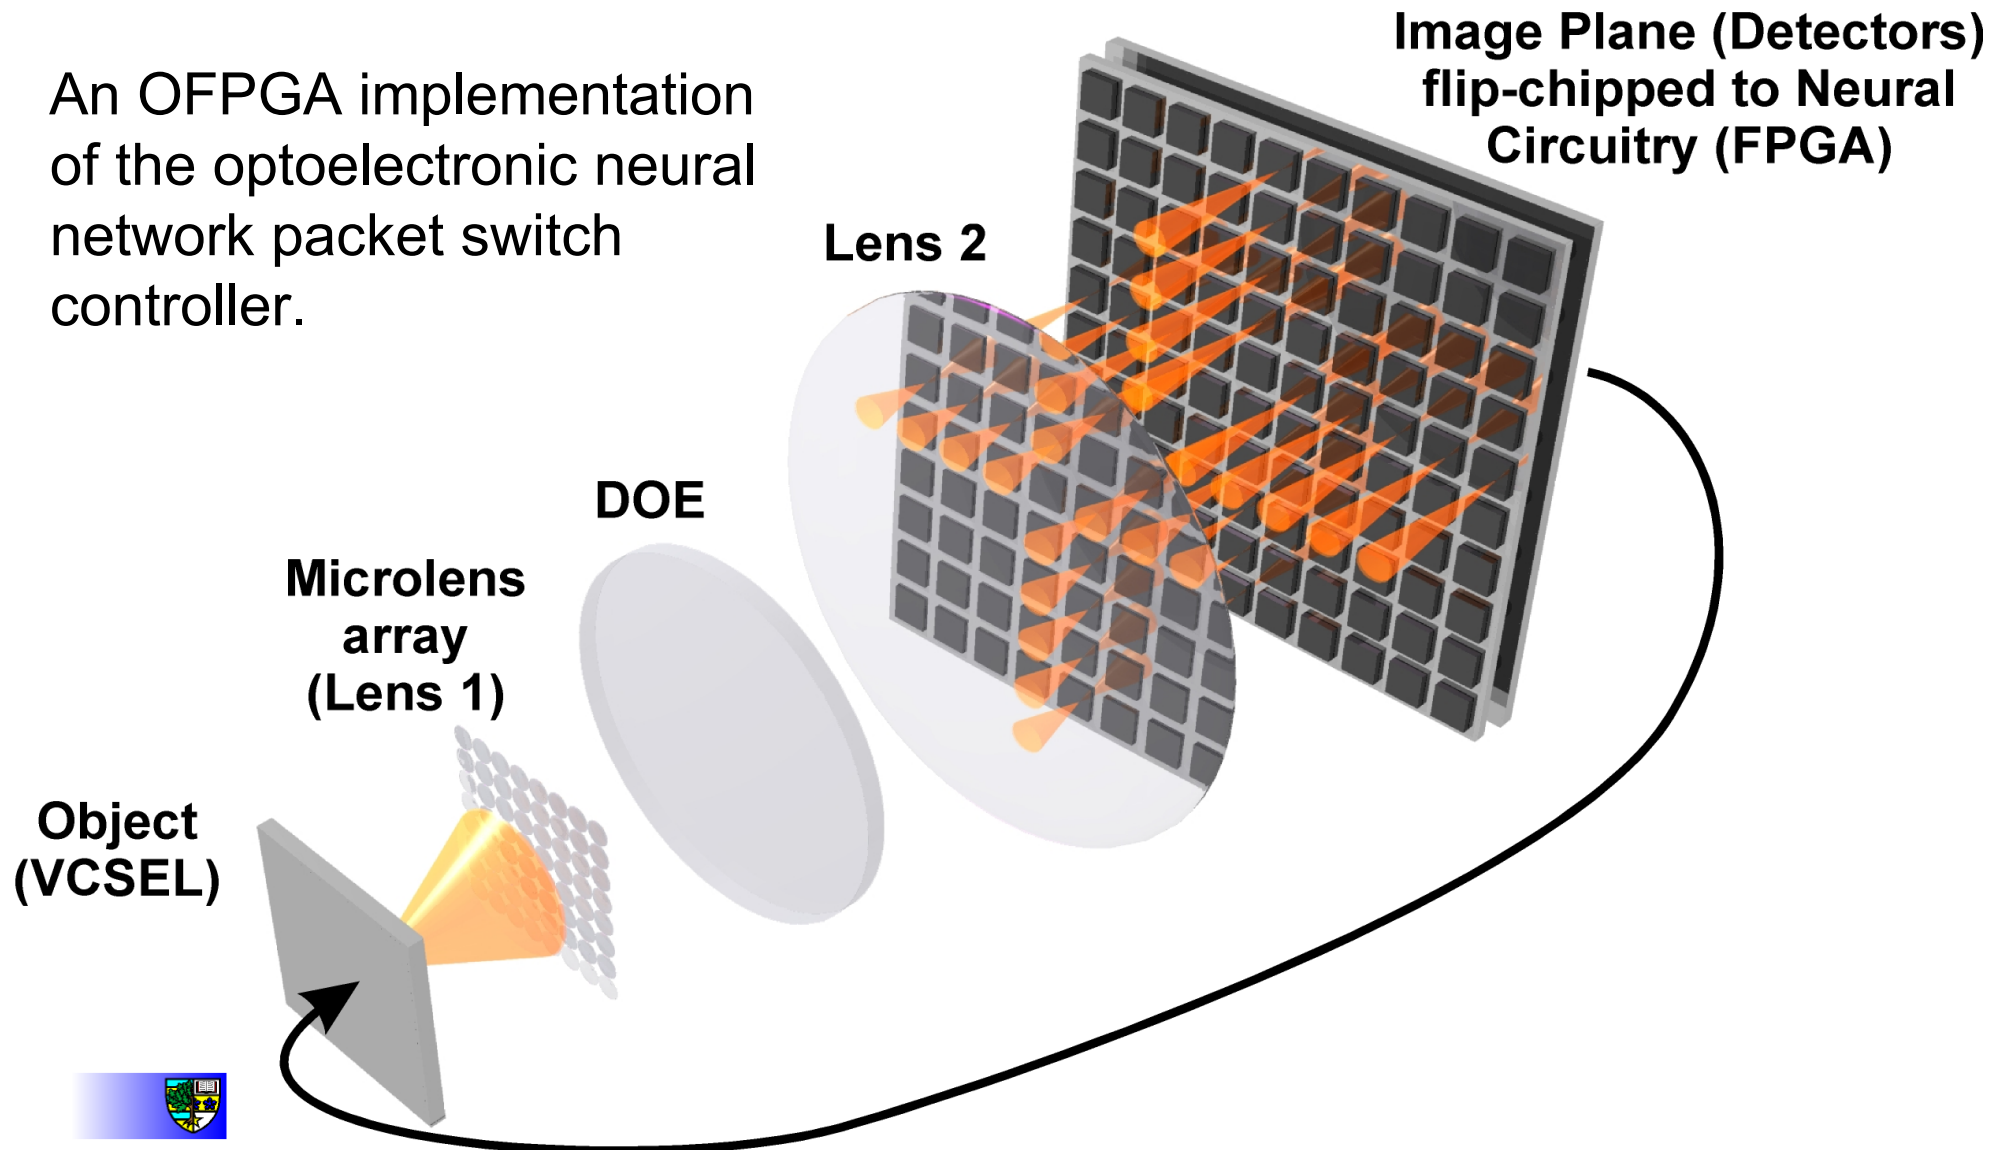 An OFPGA implementation
of the optoelectronic neural
network packet switch
controller.
Image Plane (Detectors)
flip-chipped to Neural
Circuitry (FPGA)
Lens 2
DOE
Microlens
array
(Lens 1)
Object
(VCSEL)